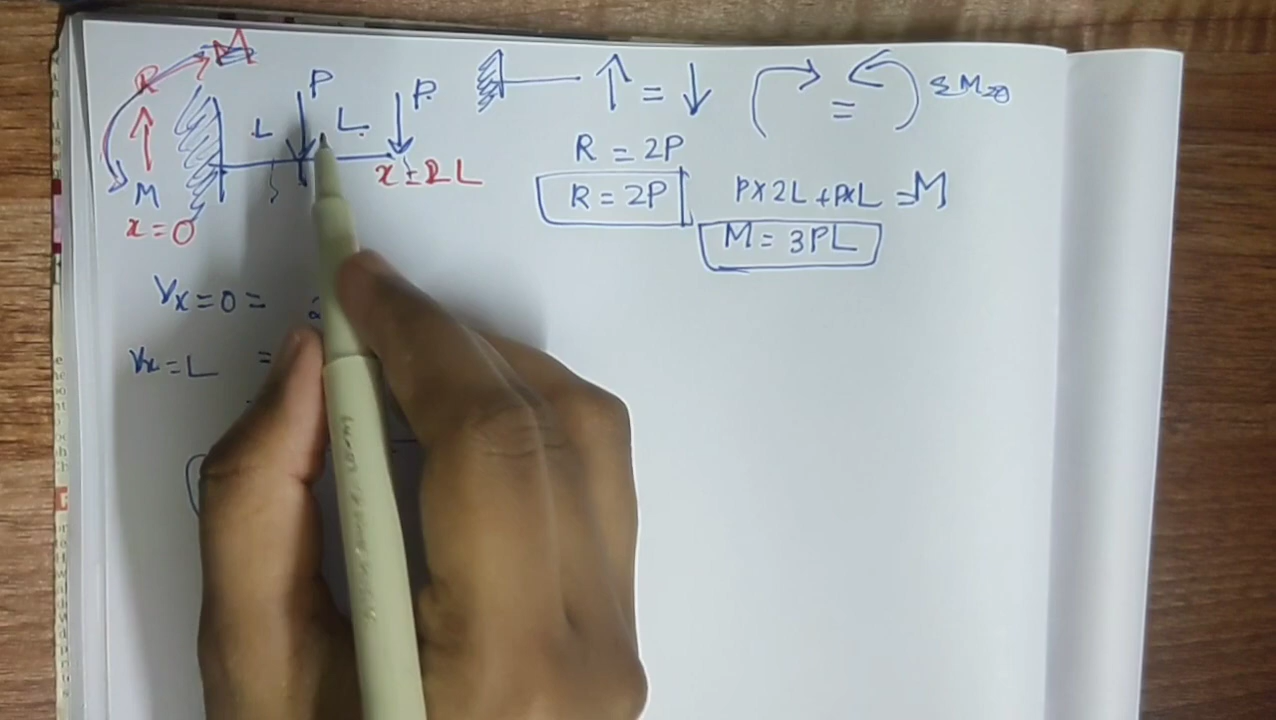 R
P
P
L
L
M
x = 2L
x = 0
↑ = ↓
=
ΣM=0
R = 2P
R = 2P
P×2L + P×L = M
M = 3PL
Vx=0 =
Vx=L =